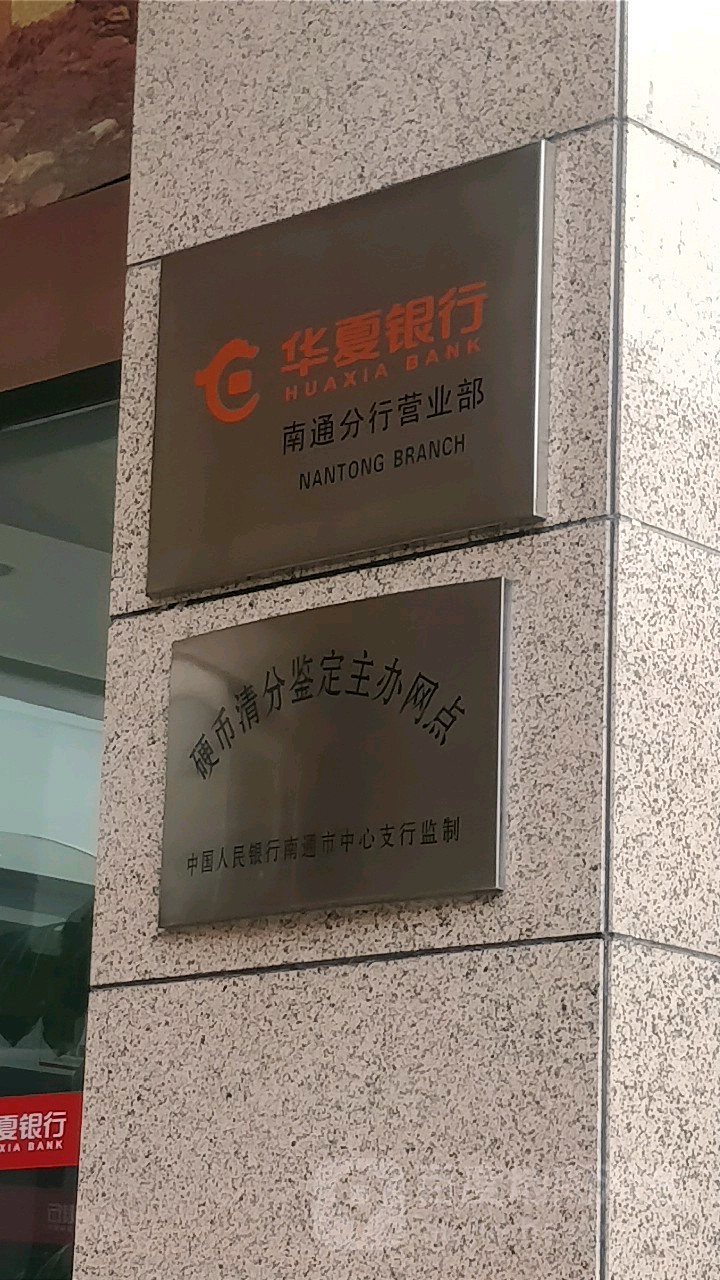 华夏银行
HUAXIA BANK
南通分行营业部
NANTONG BRANCH
硬币清分鉴定主办网点
中国人民银行南通市中心支行监制
夏银行
XIA BANK